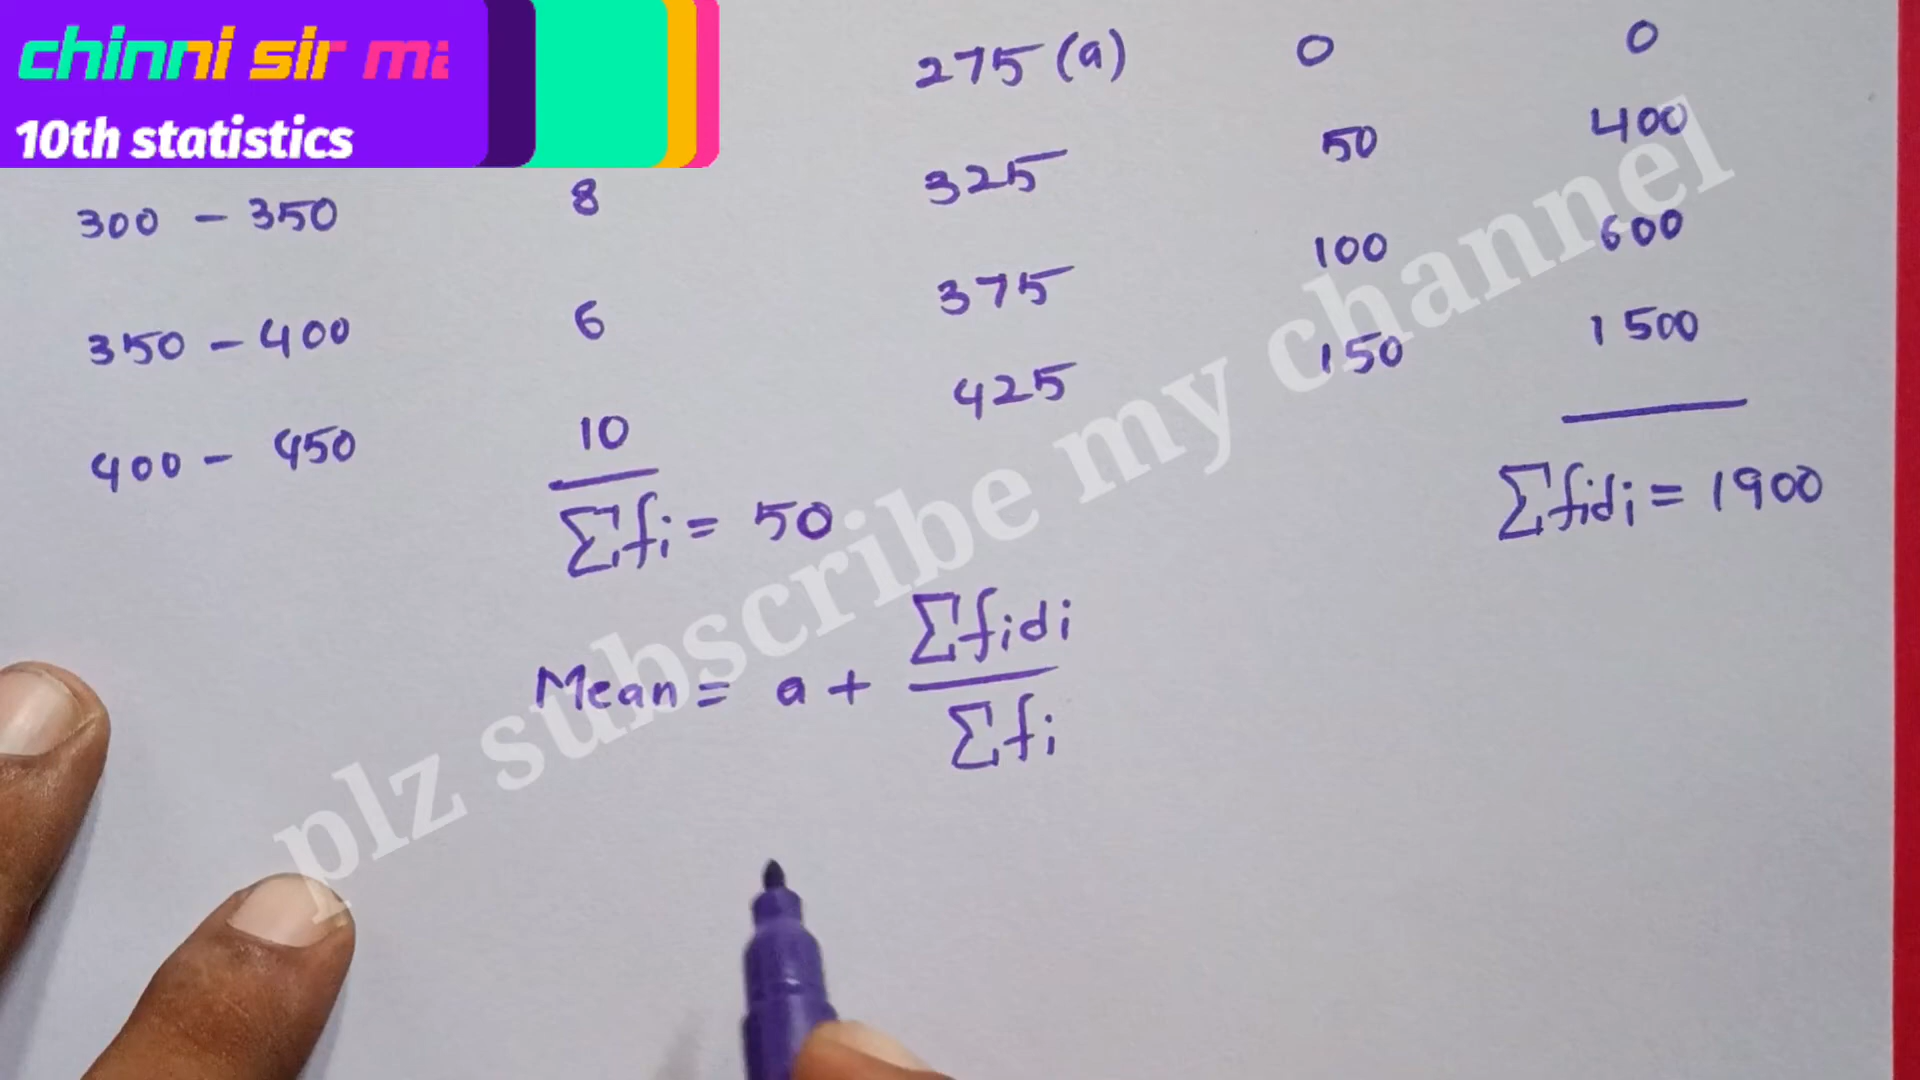 chinni sir ma
10th statistics
275 (a) 0 0
300 - 350 8 325 50 400
350 - 400 6 375 100 600
400 - 450 10 425 150 1500
Σfi = 50 Σfidi = 1900
Mean = a + Σfidi
Σfi
plz subscribe my channel